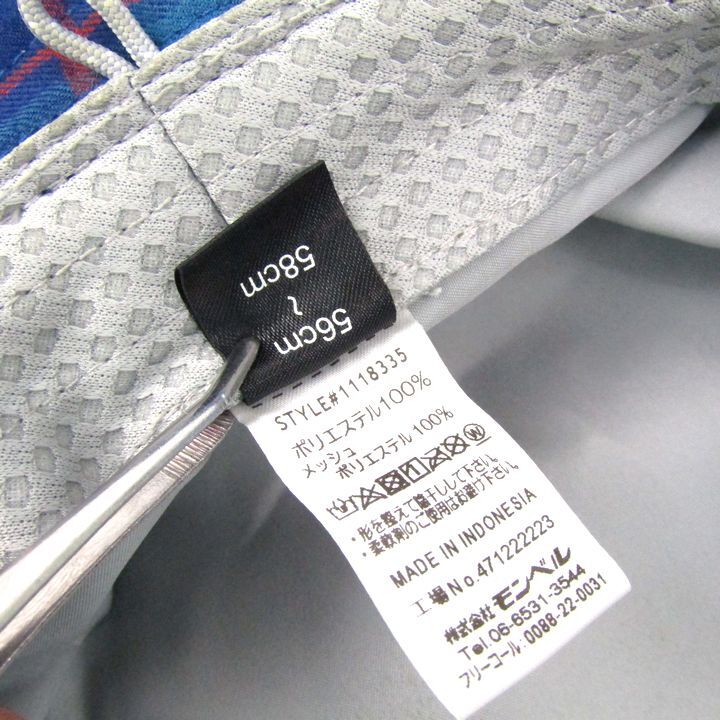 56cm
~
58cm
STYLE#1118335
ポリエステル100%
メッシュ
ポリエステル100%
・形を整えて陰干しして下さい。
・柔軟剤のご使用はお避け下さい。
MADE IN INDONESIA
工場No.471222223
株式会社モンベル
Tel.06-6531-3544
フリーコール:0088-22-0031